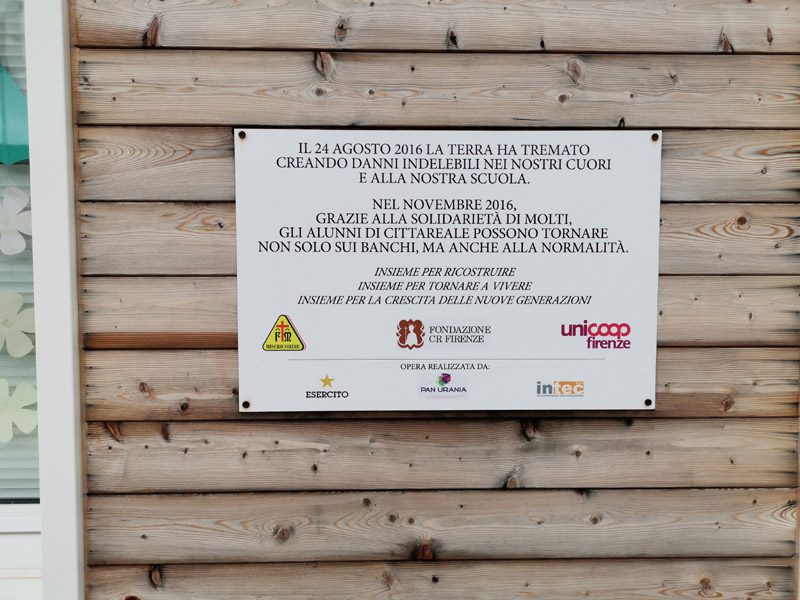 IL 24 AGOSTO 2016 LA TERRA HA TREMATO
CREANDO DANNI INDELEBILI NEI NOSTRI CUORI
E ALLA NOSTRA SCUOLA.
NEL NOVEMBRE 2016,
GRAZIE ALLA SOLIDARIETÀ DI MOLTI,
GLI ALUNNI DI CITTAREALE POSSONO TORNARE
NON SOLO SUI BANCHI, MA ANCHE ALLA NORMALITÀ.
INSIEME PER RICOSTRUIRE
INSIEME PER TORNARE A VIVERE
INSIEME PER LA CRESCITA DELLE NUOVE GENERAZIONI
MISERICORDIE
FONDAZIONE
CR FIRENZE
unicoop
firenze
OPERA REALIZZATA DA:
ESERCITO
PAN URANIA
intec